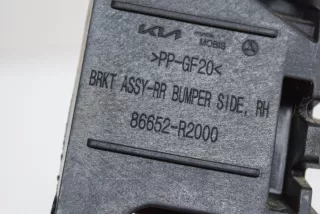 KIA
MOBIS
>PP-GF20<
BRKT ASSY-RR BUMPER SIDE, RH
86652-R2000